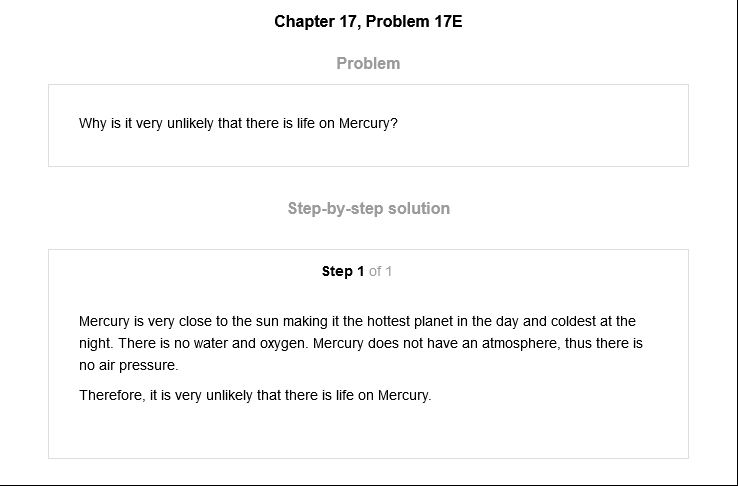 Chapter 17, Problem 17E
Problem
Why is it very unlikely that there is life on Mercury?
Step-by-step solution
Step 1 of 1
Mercury is very close to the sun making it the hottest planet in the day and coldest at the
night. There is no water and oxygen. Mercury does not have an atmosphere, thus there is
no air pressure.
Therefore, it is very unlikely that there is life on Mercury.